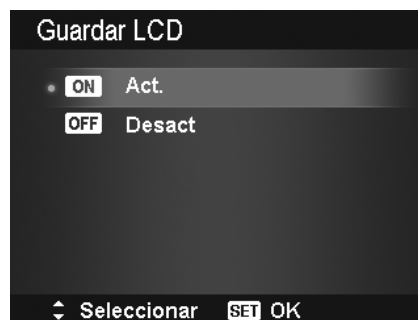 Guardar LCD
ON Act.
OFF Desact
Seleccionar SET OK